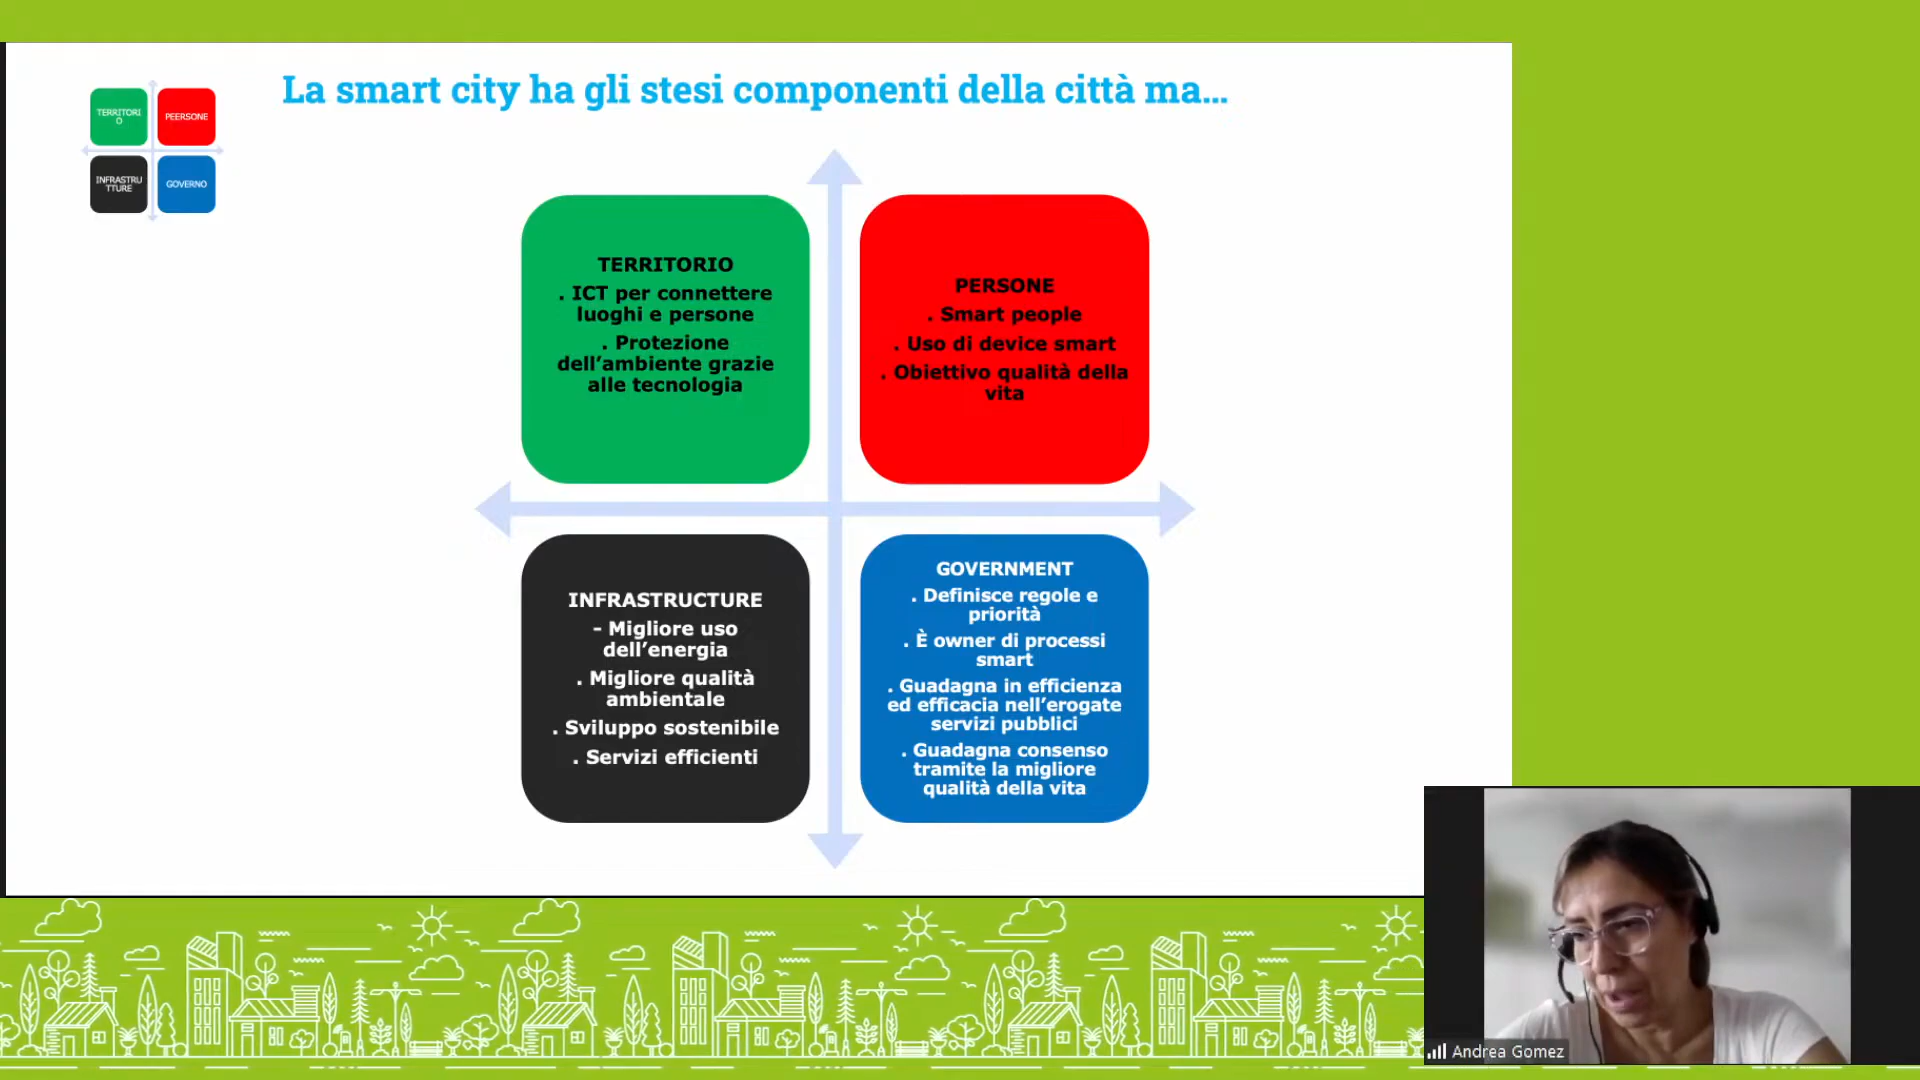 La smart city ha gli stesi componenti della città ma...
TERRITORI
O
PEERSONE
INFRASTRU
TTURE
GOVERNO
TERRITORIO
. ICT per connettere
luoghi e persone
. Protezione
dell’ambiente grazie
alle tecnologia
PERSONE
. Smart people
. Uso di device smart
. Obiettivo qualità della
vita
INFRASTRUCTURE
- Migliore uso
dell’energia
. Migliore qualità
ambientale
. Sviluppo sostenibile
. Servizi efficienti
GOVERNMENT
. Definisce regole e
priorità
. È owner di processi
smart
. Guadagna in efficienza
ed efficacia nell’erogate
servizi pubblici
. Guadagna consenso
tramite la migliore
qualità della vita
Andrea Gomez